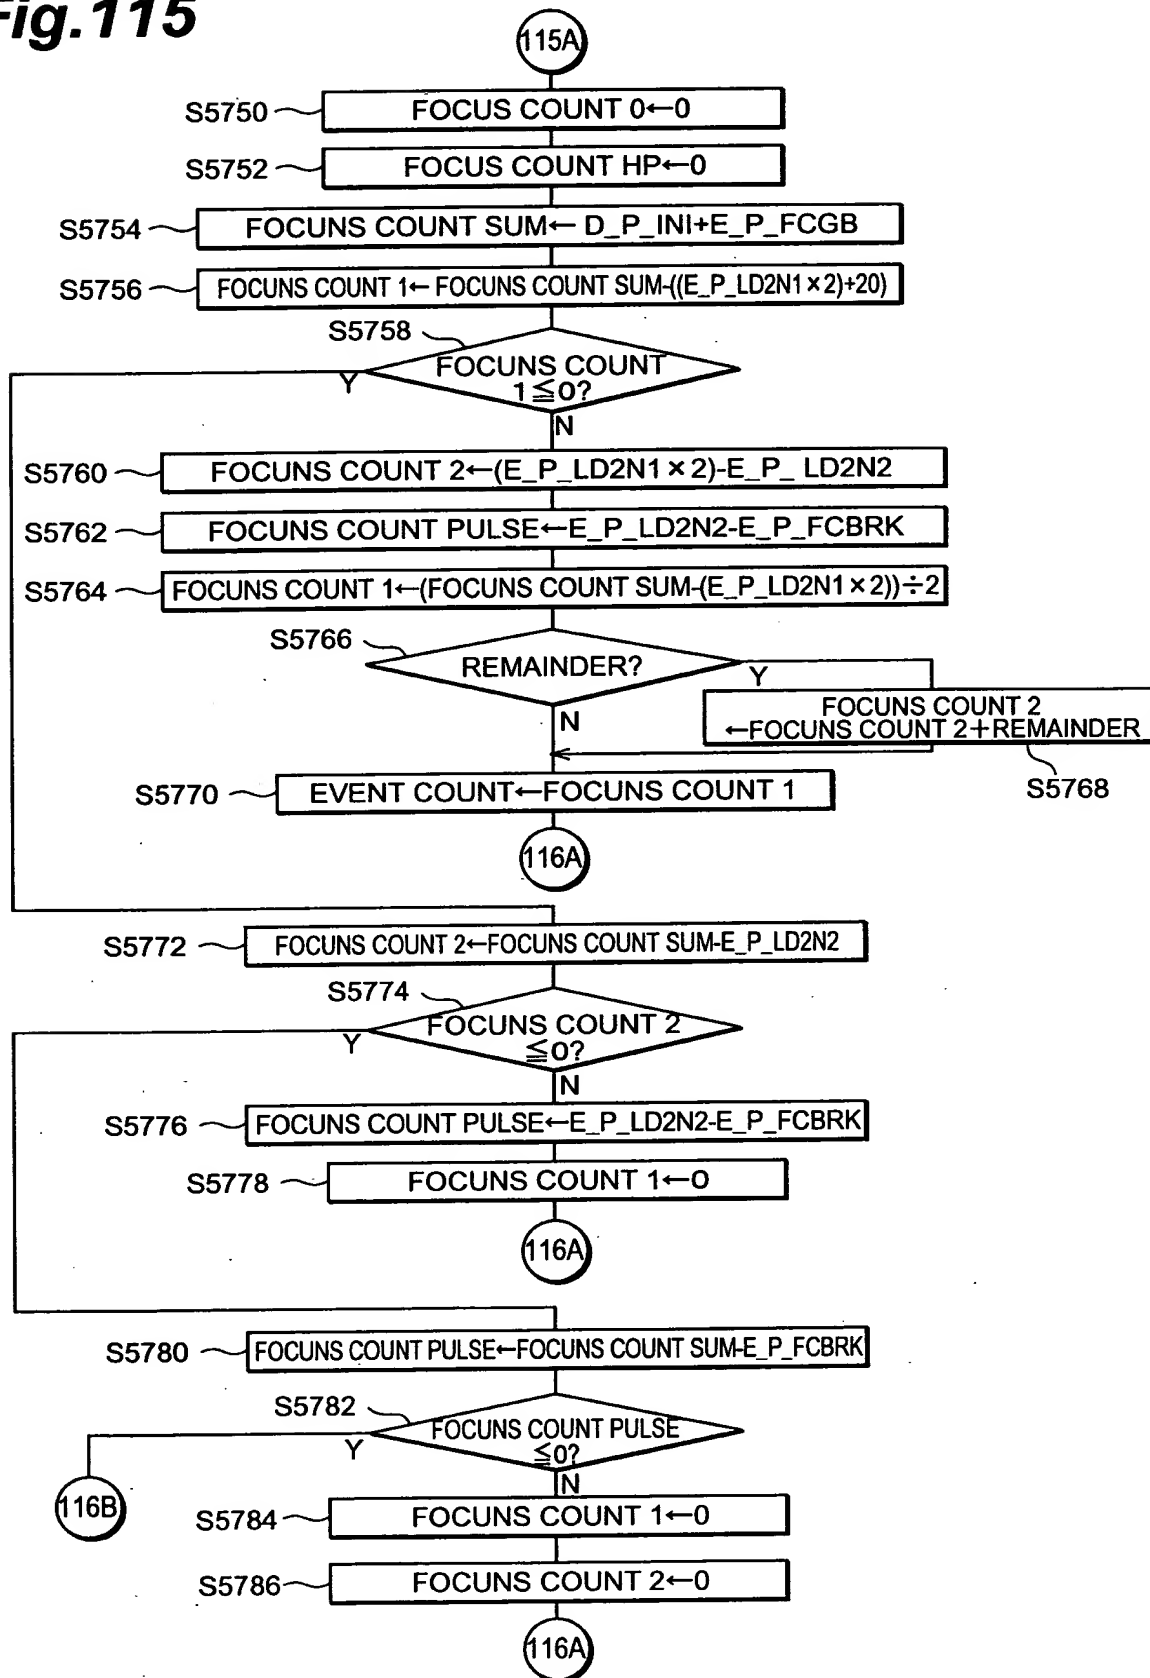 Fig.115
115A
S5750 FOCUS COUNT 0←0
S5752 FOCUS COUNT HP←0
S5754 FOCUNS COUNT SUM← D_P_INI+E_P_FCGB
S5756 FOCUNS COUNT 1← FOCUNS COUNT SUM-((E_P_LD2N1×2)+20)
S5758
FOCUNS COUNT
1≦0?
Y
N
S5760 FOCUNS COUNT 2←(E_P_LD2N1×2)-E_P_ LD2N2
S5762 FOCUNS COUNT PULSE←E_P_LD2N2-E_P_FCBRK
S5764 FOCUNS COUNT 1←(FOCUNS COUNT SUM-(E_P_LD2N1×2))÷2
S5766
REMAINDER?
Y
N
FOCUNS COUNT 2
←FOCUNS COUNT 2+REMAINDER
S5768
S5770 EVENT COUNT←FOCUNS COUNT 1
116A
S5772 FOCUNS COUNT 2←FOCUNS COUNT SUM-E_P_LD2N2
S5774
FOCUNS COUNT 2
≦0?
Y
N
S5776 FOCUNS COUNT PULSE←E_P_LD2N2-E_P_FCBRK
S5778 FOCUNS COUNT 1←0
116A
S5780 FOCUNS COUNT PULSE←FOCUNS COUNT SUM-E_P_FCBRK
S5782
FOCUNS COUNT PULSE
≦0?
Y
N
116B
S5784 FOCUNS COUNT 1←0
S5786 FOCUNS COUNT 2←0
116A